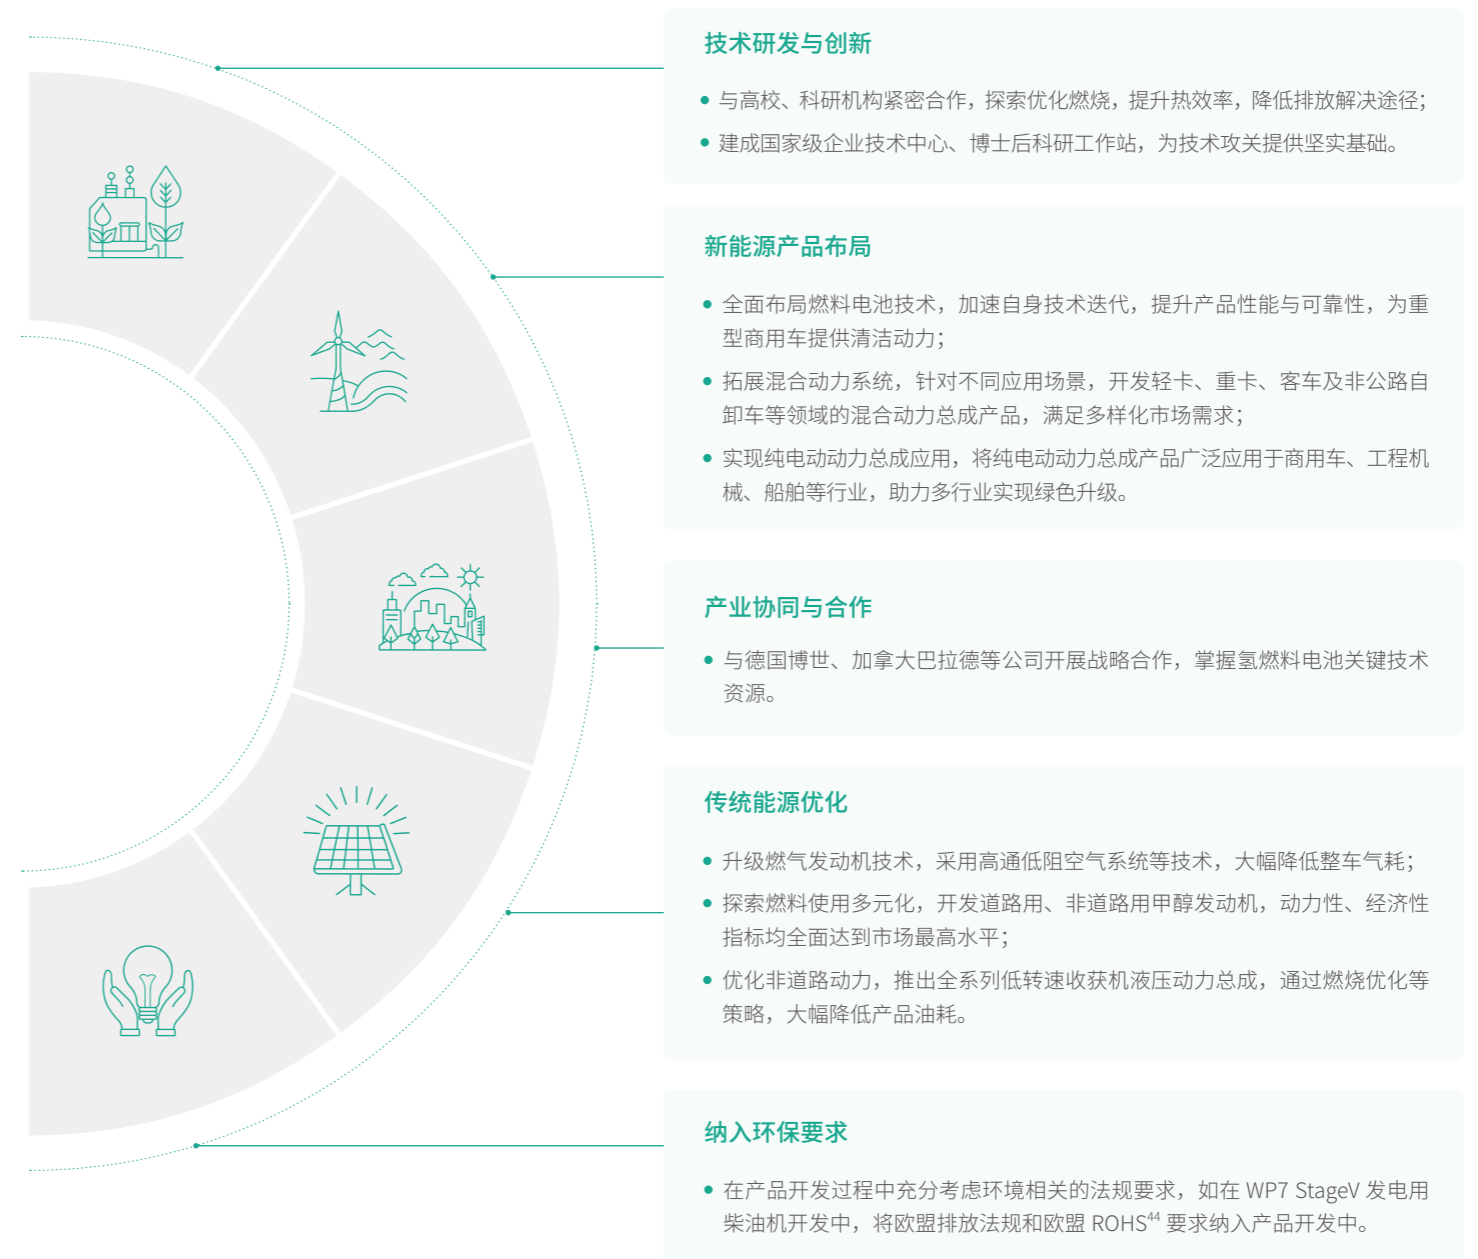 技术研发与创新
与高校、科研机构紧密合作，探索优化燃烧，提升热效率，降低排放解决途径；
建成国家级企业技术中心、博士后科研工作站，为技术攻关提供坚实基础。
新能源产品布局
全面布局燃料电池技术，加速自身技术迭代，提升产品性能与可靠性，为重
型商用车提供清洁动力；
拓展混合动力系统，针对不同应用场景，开发轻卡、重卡、客车及非公路自
卸车等领域的混合动力总成产品，满足多样化市场需求；
实现纯电动动力总成应用，将纯电动动力总成产品广泛应用于商用车、工程机
械、船舶等行业，助力多行业实现绿色升级。
产业协同与合作
与德国博世、加拿大巴拉德等公司开展战略合作，掌握氢燃料电池关键技术
资源。
传统能源优化
升级燃气发动机技术，采用高通低阻空气系统等技术，大幅降低整车气耗；
探索燃料使用多元化，开发道路用、非道路用甲醇发动机，动力性、经济性
指标均全面达到市场最高水平；
优化非道路动力，推出全系列低转速收获机液压动力总成，通过燃烧优化等
策略，大幅降低产品油耗。
纳入环保要求
在产品开发过程中充分考虑环境相关的法规要求，如在 WP7 StageV 发电用
柴油机开发中，将欧盟排放法规和欧盟 ROHS44 要求纳入产品开发中。